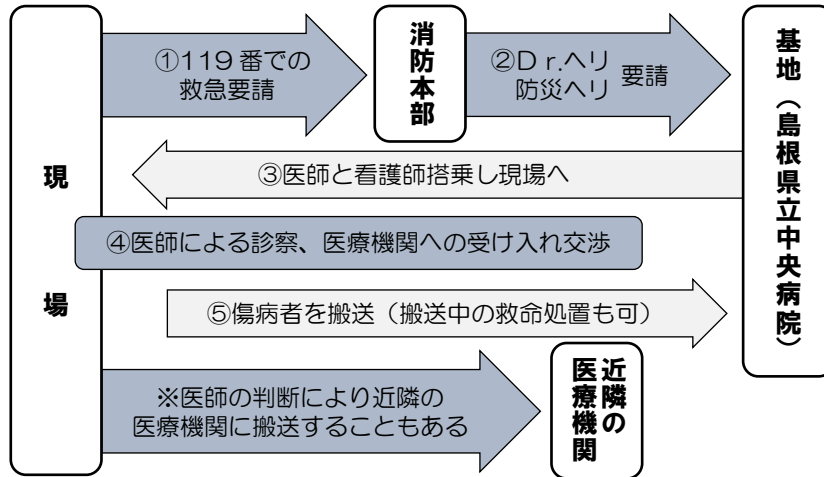 現場
①119番での
救急要請
消防本部
②Ｄｒ.ヘリ
防災ヘリ 要請
基地（島根県立中央病院）
③医師と看護師搭乗し現場へ
④医師による診察、医療機関への受け入れ交渉
⑤傷病者を搬送（搬送中の救命処置も可）
※医師の判断により近隣の
医療機関に搬送することもある
近隣の
医療機関